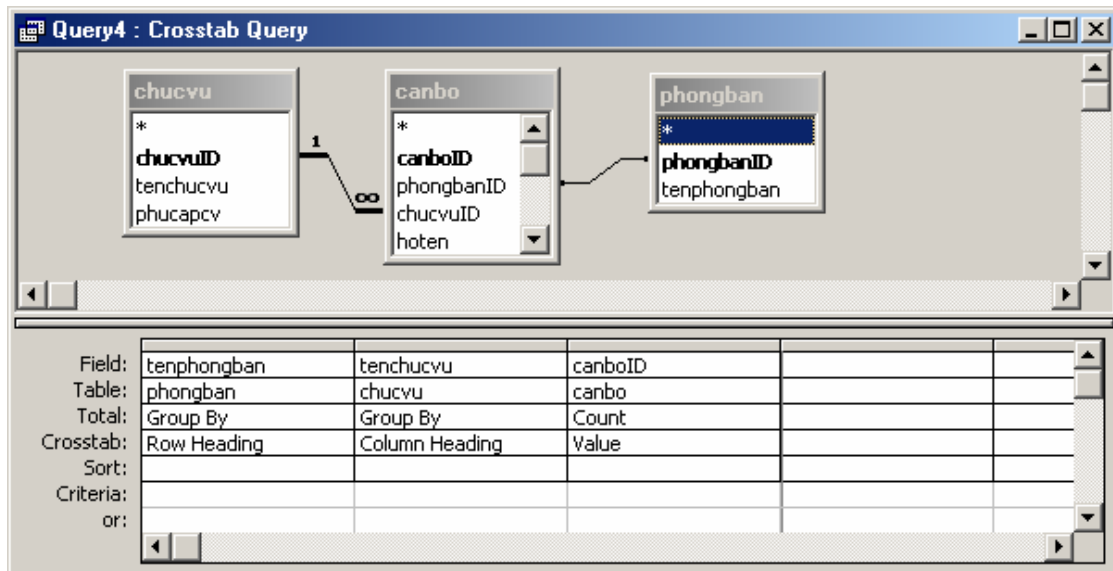 Query4 : Crosstab Query
chucvu
*
chucvuID
tenchucvu
phucapcv
1
∞
canbo
*
canboID
phongbanID
chucvuID
hoten
phongban
*
phongbanID
tenphongban
Field: tenphongban tenchucvu canboID
Table: phongban chucvu canbo
Total: Group By Group By Count
Crosstab: Row Heading Column Heading Value
Sort:
Criteria:
or: